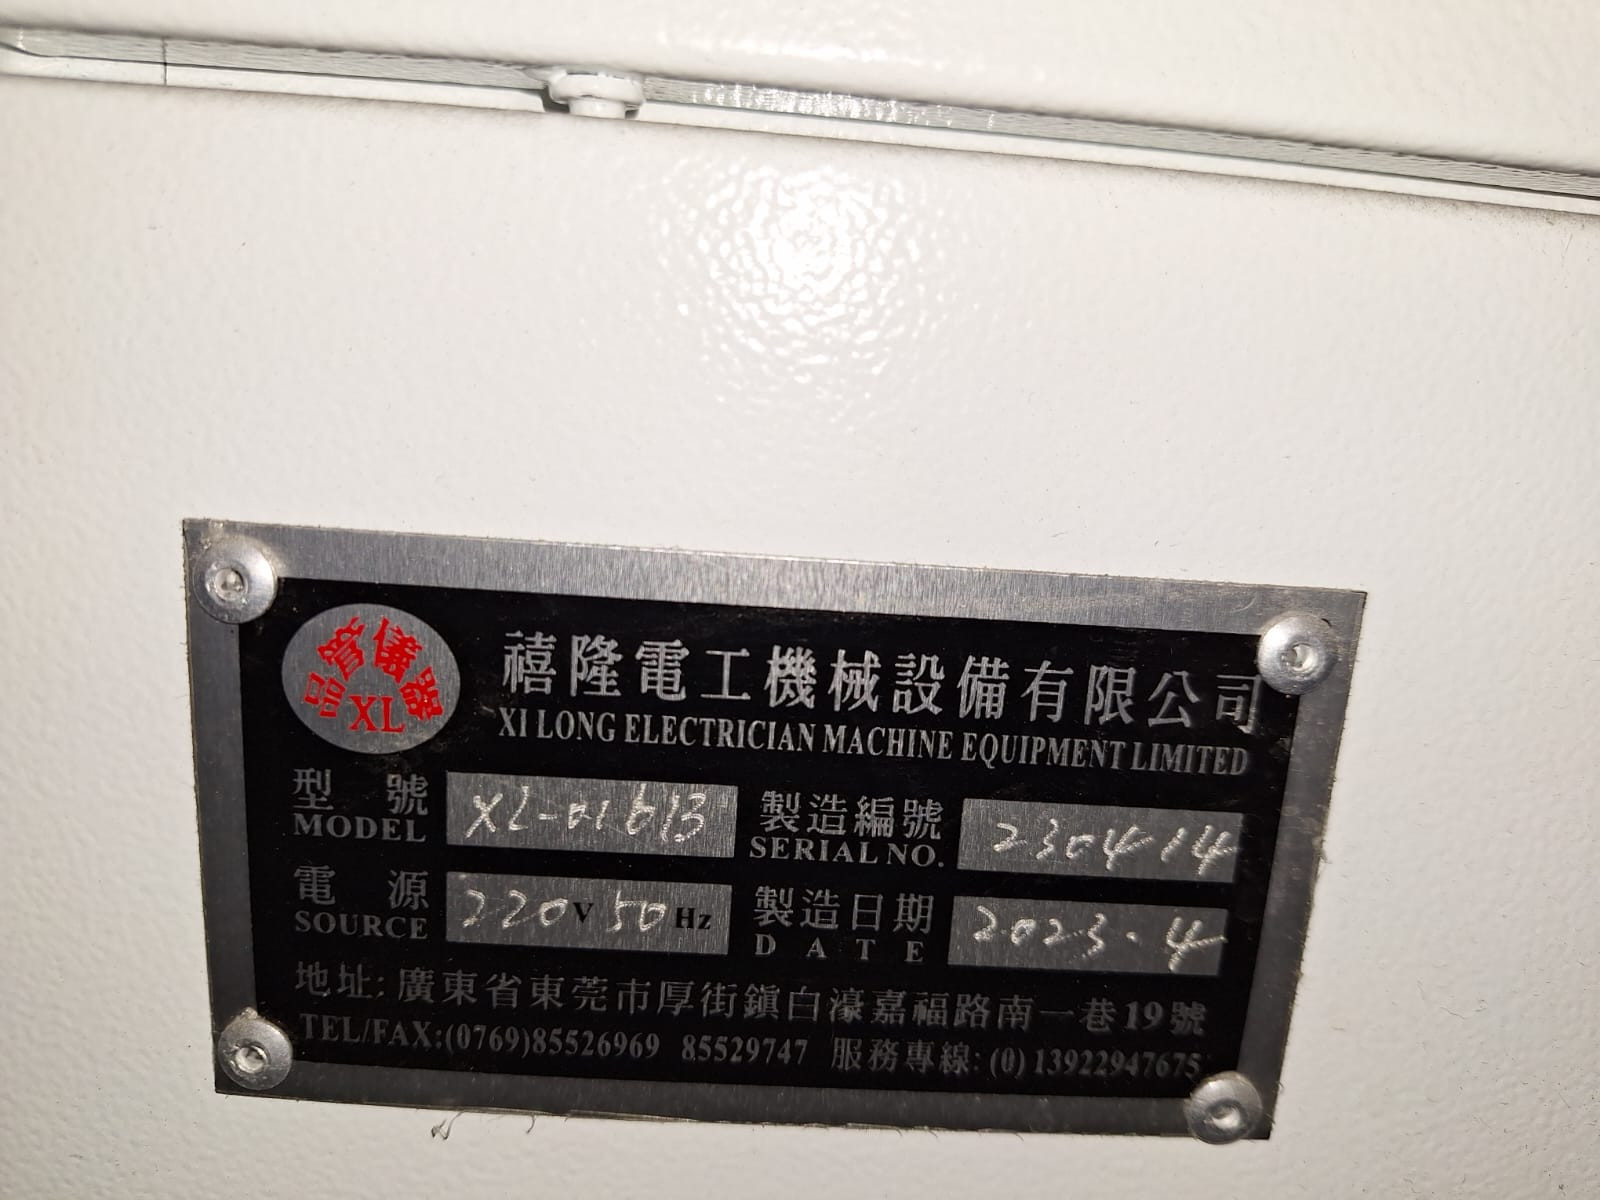 品管儀器
XL
禧隆電工機械設備有限公司
XI LONG ELECTRICIAN MACHINE EQUIPMENT LIMITED
型號 XL-01613 製造編號 230414
MODEL SERIAL NO.
電源 220V 50Hz 製造日期 2023.4
SOURCE DATE
地址:廣東省東莞市厚街鎮白濠嘉福路南一巷19號
TEL/FAX:(0769)85526969 85529747 服務專線:(0)13922947675